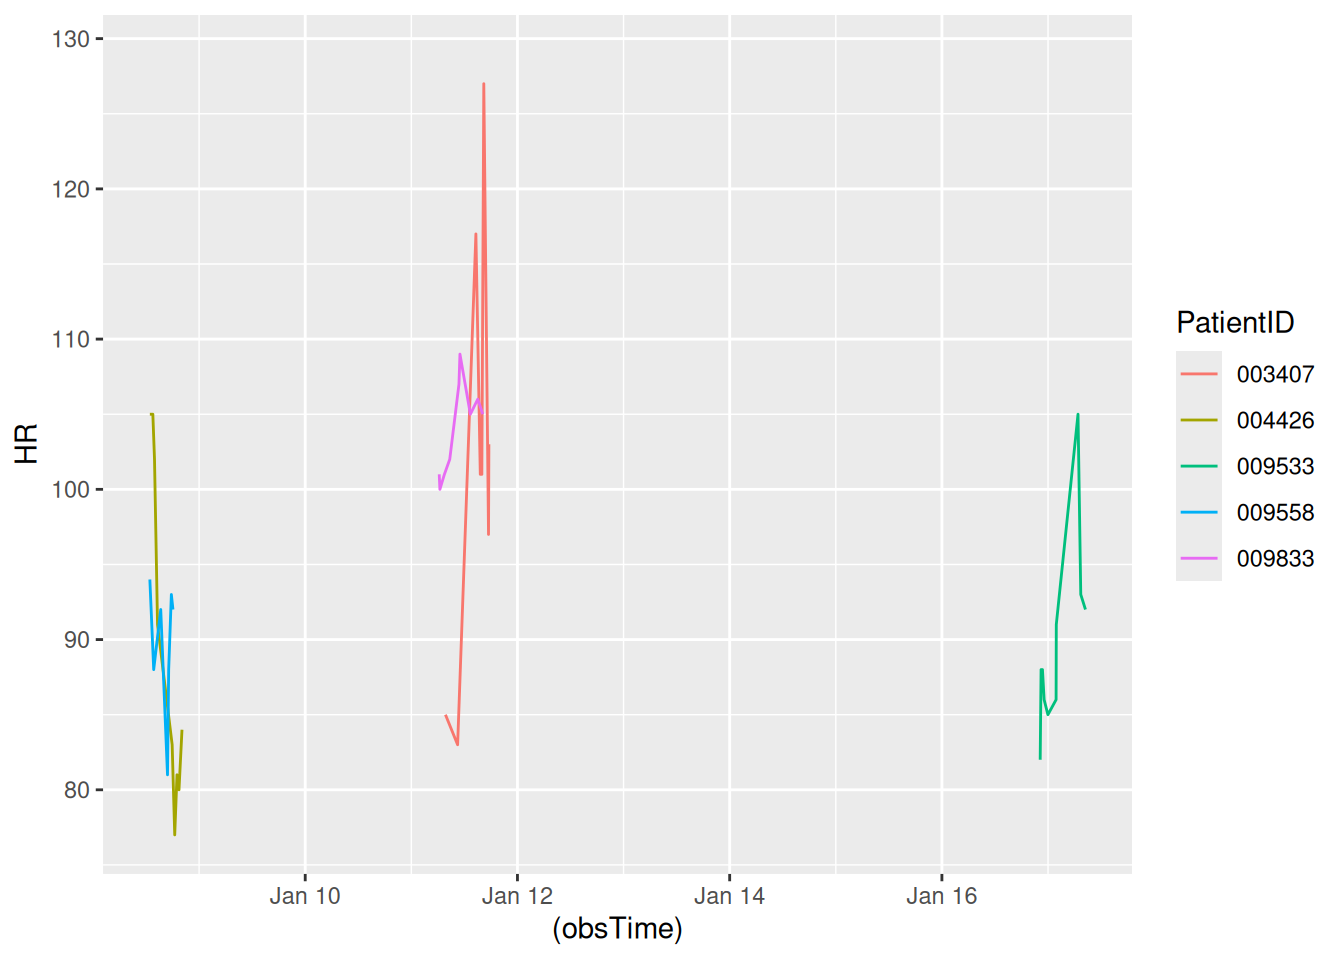 130
120
110
100
90
80
HR
Jan 10
Jan 12
Jan 14
Jan 16
(obsTime)
PatientID
003407
004426
009533
009558
009833